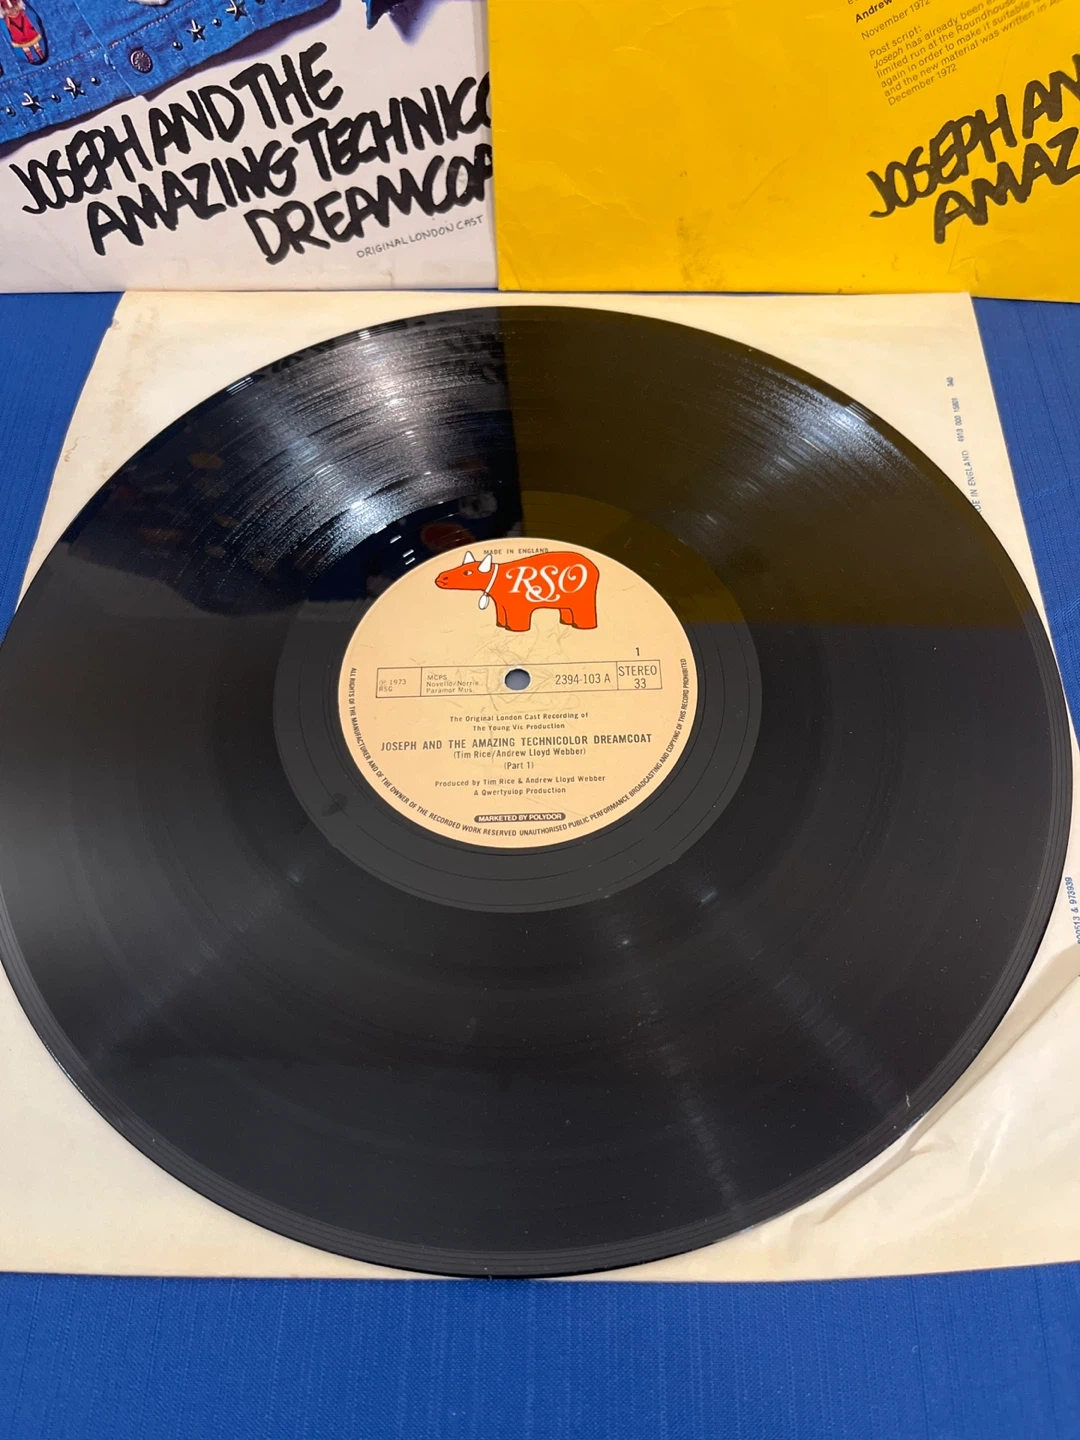 JOSEPH AND THE
AMAZING TECHNICO
DREAMCOA
ORIGINAL LONDON CAST
Andrew
November 1972
Post script:
Joseph has already been
limited run at the Roundhouse
again in order to make it suitable
and the new material was written in
December 1972
JOSEPH AN
AMAZ
MADE IN ENGLAND
RSO
1
℗ 1973
RSG
MCPS
Novello/Norrie
Paramor Mus.
2394-103 A
STEREO
33
The Original London Cast Recording of
The Young Vic Production
JOSEPH AND THE AMAZING TECHNICOLOR DREAMCOAT
(Tim Rice/Andrew Lloyd Webber)
(Part 1)
Produced by Tim Rice & Andrew Lloyd Webber
A Qwertyuiop Production
MARKETED BY POLYDOR
ALL RIGHTS OF THE MANUFACTURER AND OF THE OWNER OF THE RECORDED WORK RESERVED UNAUTHORISED PUBLIC PERFORMANCE BROADCASTING AND COPYING OF THIS RECORD PROHIBITED
IN ENGLAND
& 973939